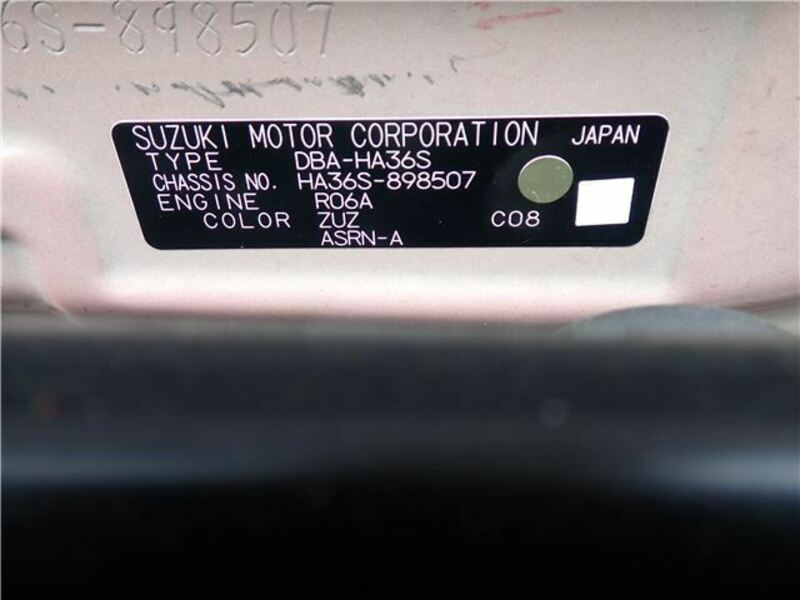 6S-898507
SUZUKI MOTOR CORPORATION JAPAN
TYPE DBA-HA36S
CHASSIS NO. HA36S-898507
ENGINE R06A
COLOR ZUZ C08
ASRN-A